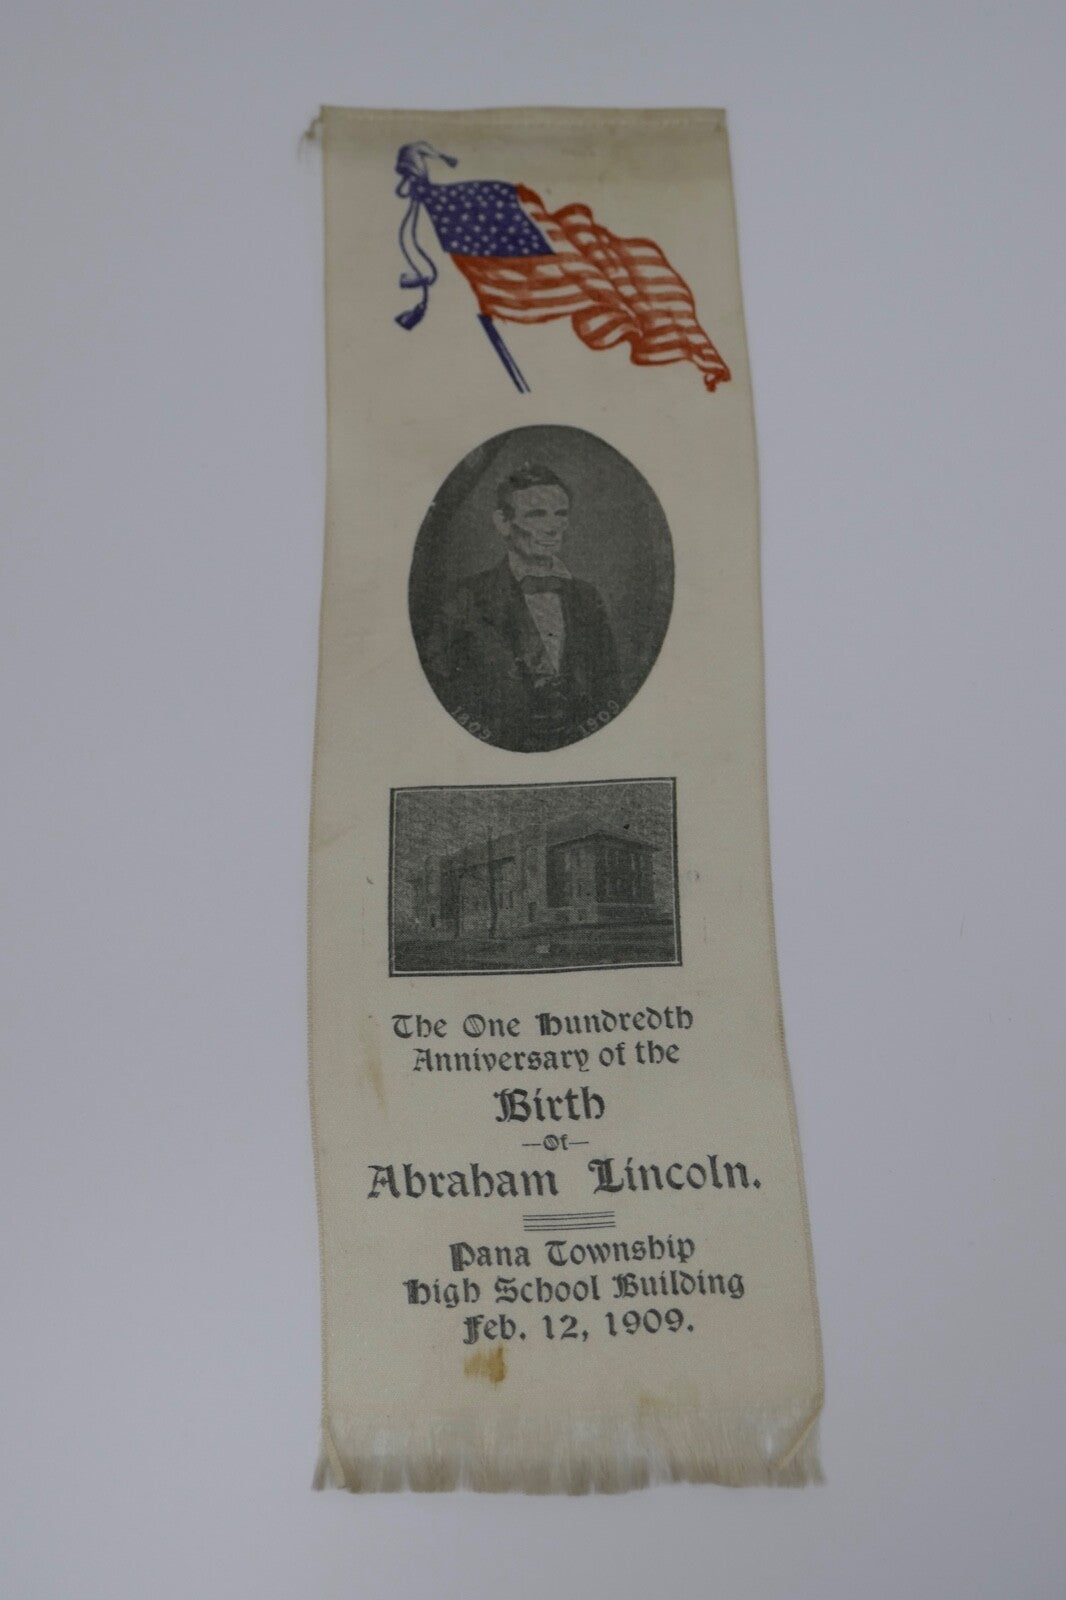 1809 1909
The One Hundredth
Anniversary of the
Birth
—Of—
Abraham Lincoln.
Pana Township
High School Building
Feb. 12, 1909.